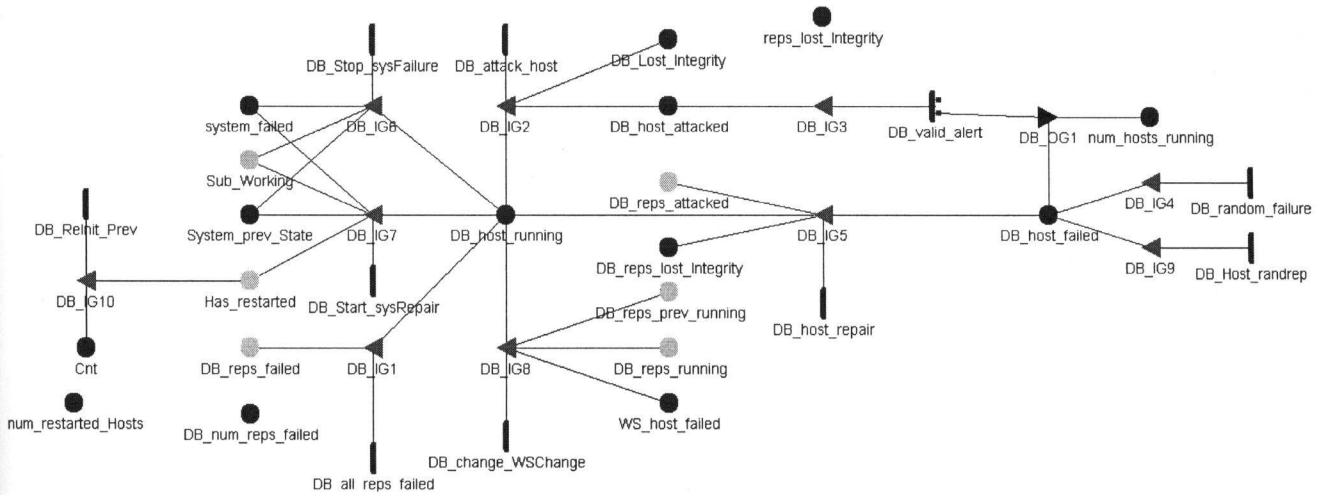 reps_lost_Integrity
DB_Stop_sysFailure
DB_attack_host
DB_Lost_Integrity
system_failed
DB_IG6
DB_IG2
DB_host_attacked
DB_IG3
DB_valid_alert
DB_OG1
num_hosts_running
Sub_Working
DB_reps_attacked
DB_IG4
DB_random_failure
DB_ReInit_Prev
System_prev_State
DB_IG7
DB_host_running
DB_IG5
DB_host_failed
DB_reps_lost_Integrity
DB_IG9
DB_Host_randrep
DB_IG10
Has_restarted
DB_Start_sysRepair
DB_reps_prev_running
DB_host_repair
Cnt
DB_reps_failed
DB_IG1
DB_IG8
DB_reps_running
num_restarted_Hosts
DB_num_reps_failed
WS_host_failed
DB_change_WSChange
DB_all_reps_failed